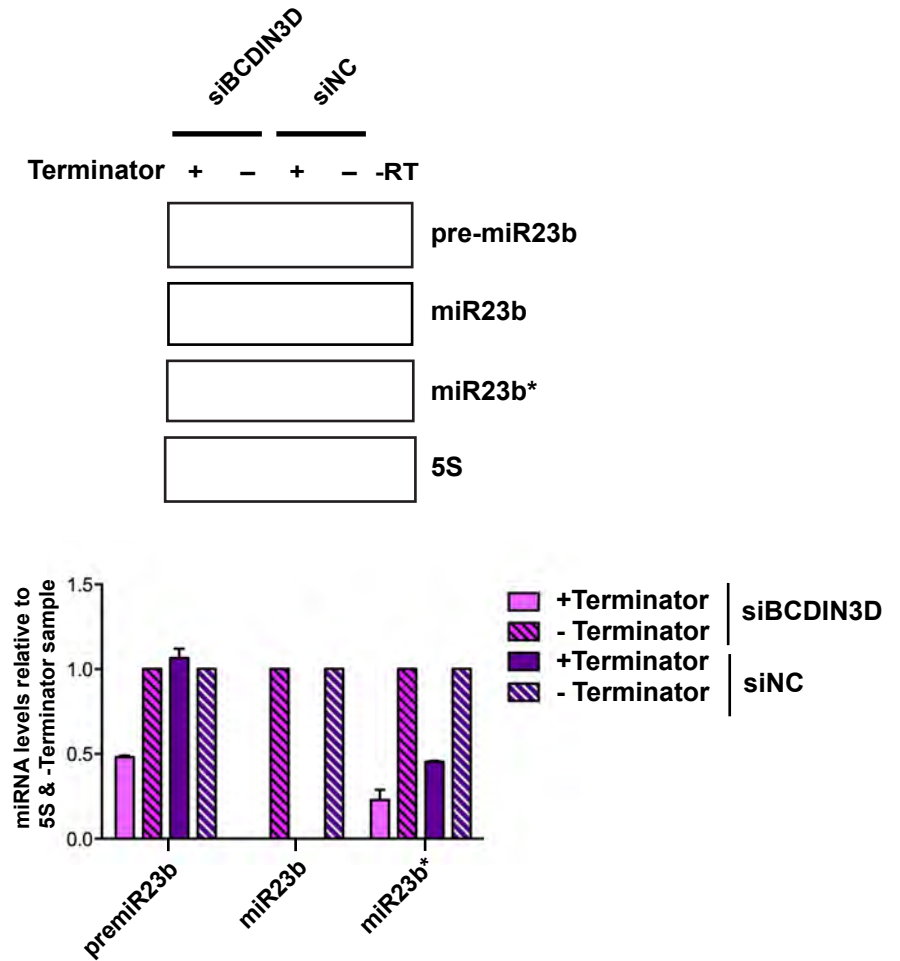 siBCDIN3D
siNC
Terminator + – + – -RT
pre-miR23b
miR23b
miR23b*
5S
miRNA levels relative to
5S & -Terminator sample
1.5
1.0
0.5
0.0
premiR23b
miR23b
miR23b*
+Terminator
- Terminator
siBCDIN3D
+Terminator
- Terminator
siNC